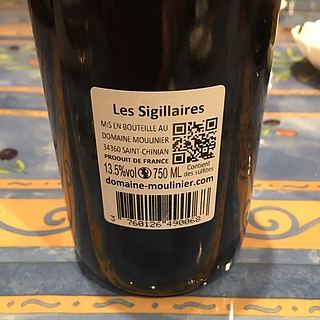 Les Sigillaires
MIS EN BOUTEILLE AU
DOMAINE MOULINIER
34360 SAINT-CHINIAN
PRODUIT DE FRANCE
13.5%vol 750 ML
Contient
des sulfites
domaine-moulinier.com
3 760126 490068